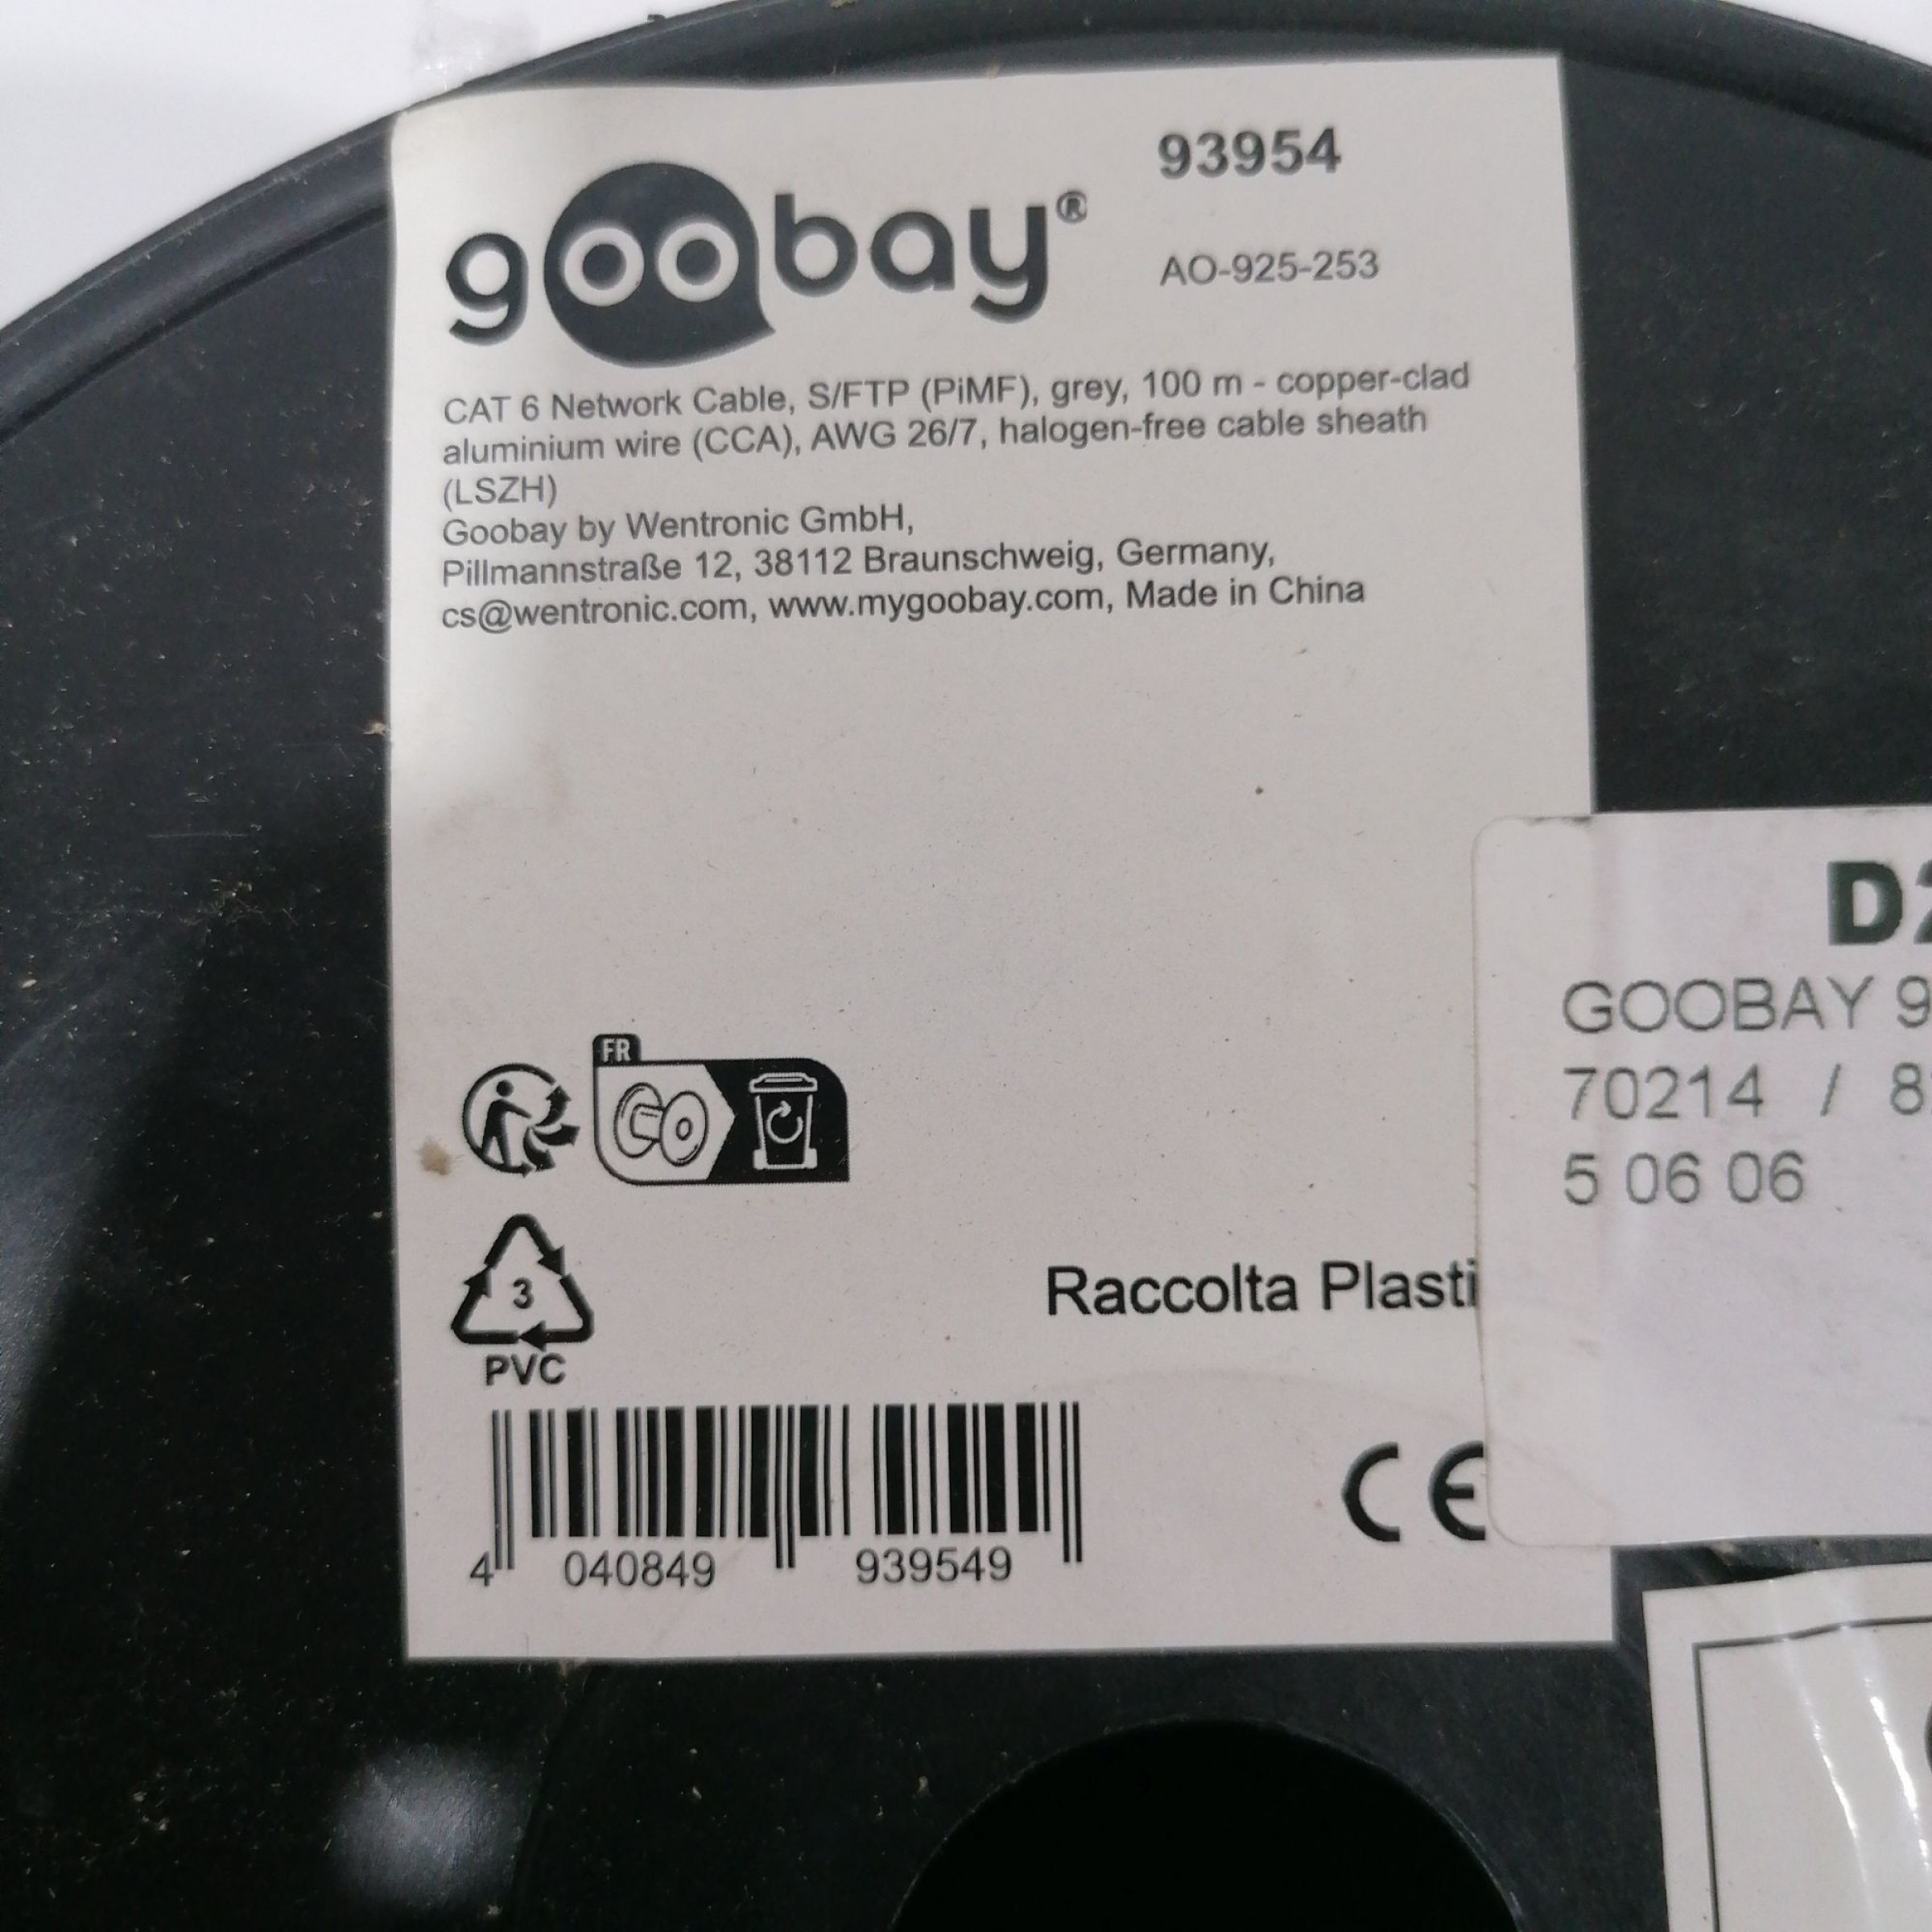 goobay®
93954
AO-925-253
CAT 6 Network Cable, S/FTP (PiMF), grey, 100 m - copper-clad
aluminium wire (CCA), AWG 26/7, halogen-free cable sheath
(LSZH)
Goobay by Wentronic GmbH,
Pillmannstraße 12, 38112 Braunschweig, Germany,
cs@wentronic.com, www.mygoobay.com, Made in China
FR
3
PVC
Raccolta Plasti
4 040849 939549
CE
GOOBAY 9
70214 / 8
5 06 06